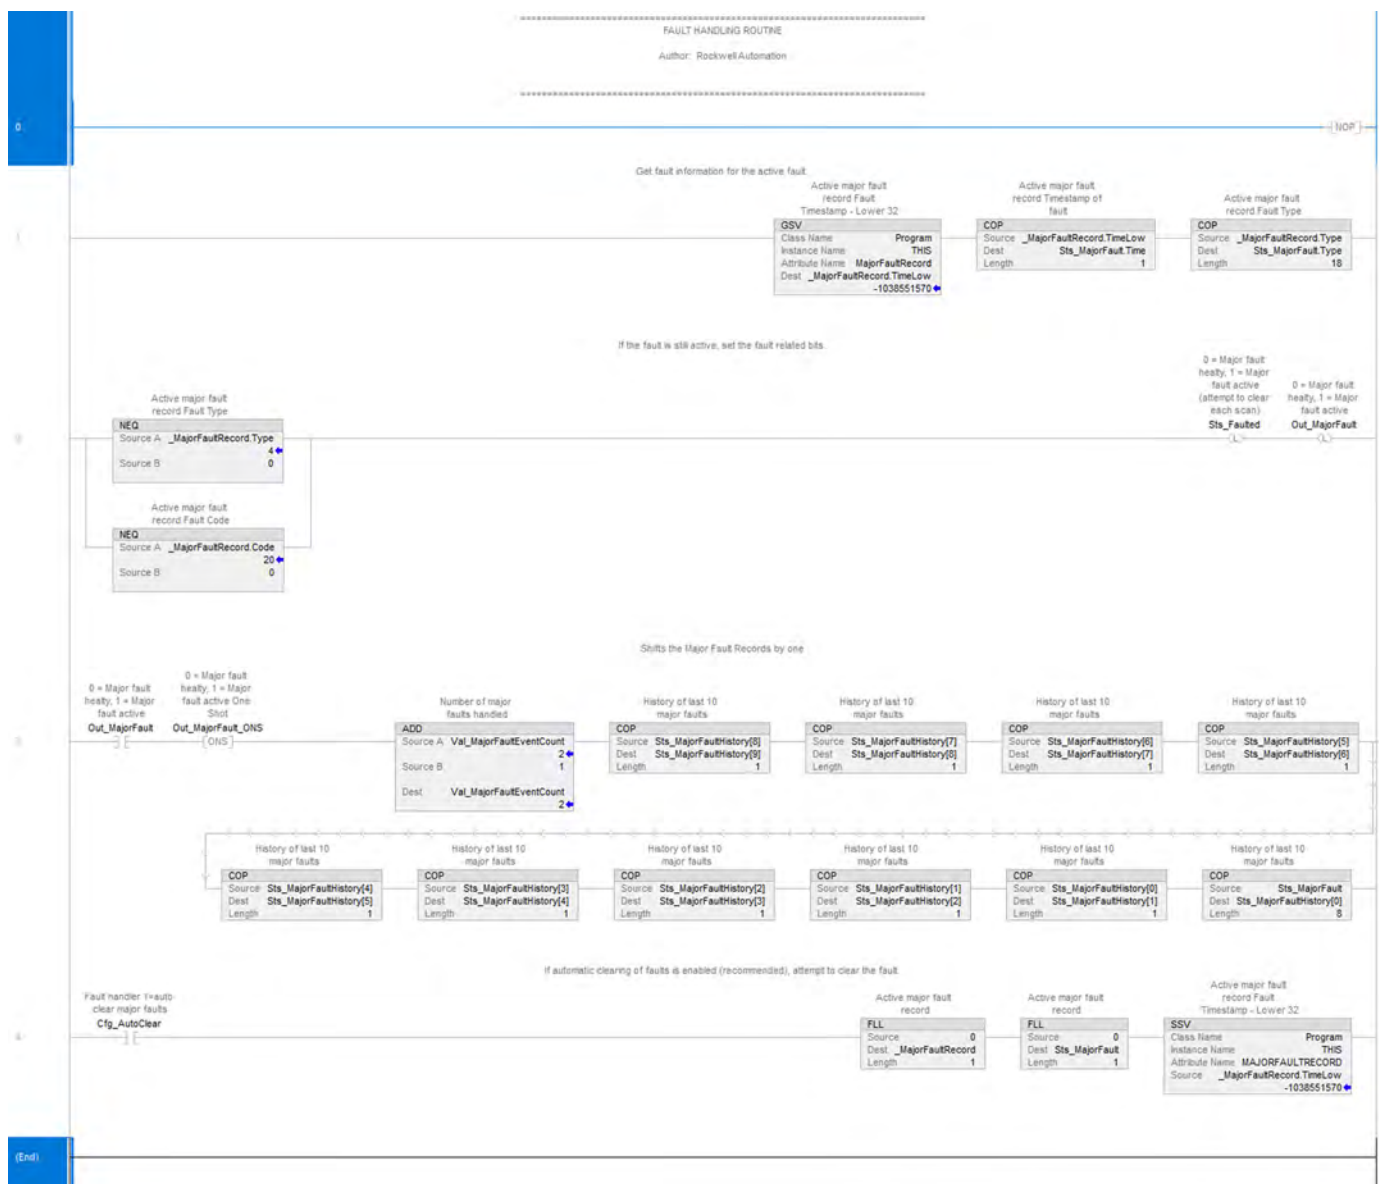 ==========================================================================================
FAULT HANDLING ROUTINE
Author: Rockwell Automation
==========================================================================================
0
NOP
Get fault information for the active fault.
Active major fault
record Fault
Timestamp - Lower 32
GSV
Class Name Program
Instance Name THIS
Attribute Name MajorFaultRecord
Dest _MajorFaultRecord.TimeLow
-1038551570
Active major fault
record Timestamp of
fault
COP
Source _MajorFaultRecord.TimeLow
Dest Sts_MajorFault.Time
Length 1
Active major fault
record Fault Type
COP
Source _MajorFaultRecord.Type
Dest Sts_MajorFault.Type
Length 18
1
If the fault is still active, set the fault related bits.
Active major fault
record Fault Type
NEQ
Source A _MajorFaultRecord.Type
4
Source B 0
Active major fault
record Fault Code
NEQ
Source A _MajorFaultRecord.Code
20
Source B 0
0 = Major fault
healty, 1 = Major
fault active
(attempt to clear
each scan)
Sts_Faulted
L
0 = Major fault
healty, 1 = Major
fault active
Out_MajorFault
L
2
Shifts the Major Fault Records by one
0 = Major fault
healty, 1 = Major
fault active
Out_MajorFault
0 = Major fault
healty, 1 = Major
fault active One
Shot
Out_MajorFault_ONS
ONS
Number of major
faults handled
ADD
Source A Val_MajorFaultEventCount
2
Source B 1
Dest Val_MajorFaultEventCount
2
History of last 10
major faults
COP
Source Sts_MajorFaultHistory[8]
Dest Sts_MajorFaultHistory[9]
Length 1
History of last 10
major faults
COP
Source Sts_MajorFaultHistory[7]
Dest Sts_MajorFaultHistory[8]
Length 1
History of last 10
major faults
COP
Source Sts_MajorFaultHistory[6]
Dest Sts_MajorFaultHistory[7]
Length 1
History of last 10
major faults
COP
Source Sts_MajorFaultHistory[5]
Dest Sts_MajorFaultHistory[6]
Length 1
3
History of last 10
major faults
COP
Source Sts_MajorFaultHistory[4]
Dest Sts_MajorFaultHistory[5]
Length 1
History of last 10
major faults
COP
Source Sts_MajorFaultHistory[3]
Dest Sts_MajorFaultHistory[4]
Length 1
History of last 10
major faults
COP
Source Sts_MajorFaultHistory[2]
Dest Sts_MajorFaultHistory[3]
Length 1
History of last 10
major faults
COP
Source Sts_MajorFaultHistory[1]
Dest Sts_MajorFaultHistory[2]
Length 1
History of last 10
major faults
COP
Source Sts_MajorFaultHistory[0]
Dest Sts_MajorFaultHistory[1]
Length 1
History of last 10
major faults
COP
Source Sts_MajorFault
Dest Sts_MajorFaultHistory[0]
Length 8
If automatic clearing of faults is enabled (recommended), attempt to clear the fault
Fault handler 1=auto
clear major faults
Cfg_AutoClear
Active major fault
record
FLL
Source 0
Dest _MajorFaultRecord
Length 1
Active major fault
record
FLL
Source 0
Dest Sts_MajorFault
Length 1
Active major fault
record Fault
Timestamp - Lower 32
SSV
Class Name Program
Instance Name THIS
Attribute Name MAJORFAULTRECORD
Source _MajorFaultRecord.TimeLow
-1038551570
4
(End)